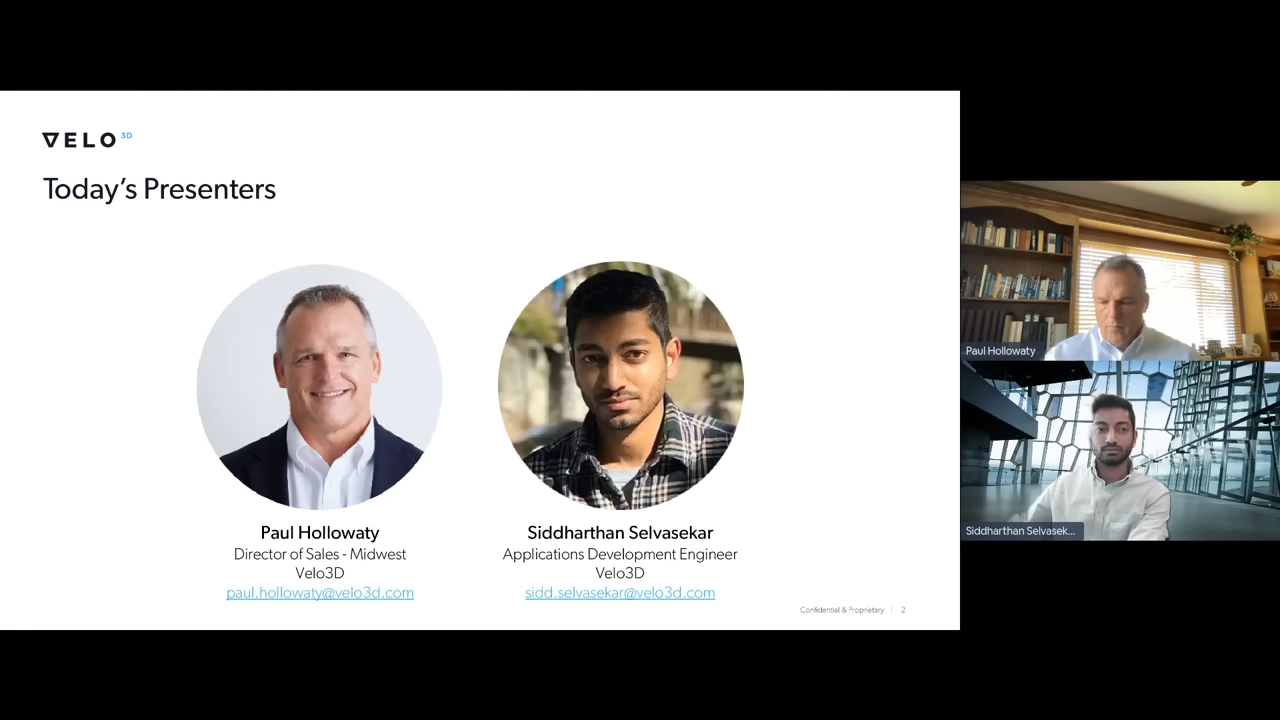 VELO 3D
Today's Presenters
Paul Hollowaty
Director of Sales - Midwest
Velo3D
paul.hollowaty@velo3d.com
Siddharthan Selvasekar
Applications Development Engineer
Velo3D
sidd.selvasekar@velo3d.com
Confidential & Proprietary | 2
Paul Hollowaty
Siddharthan Selvasek...